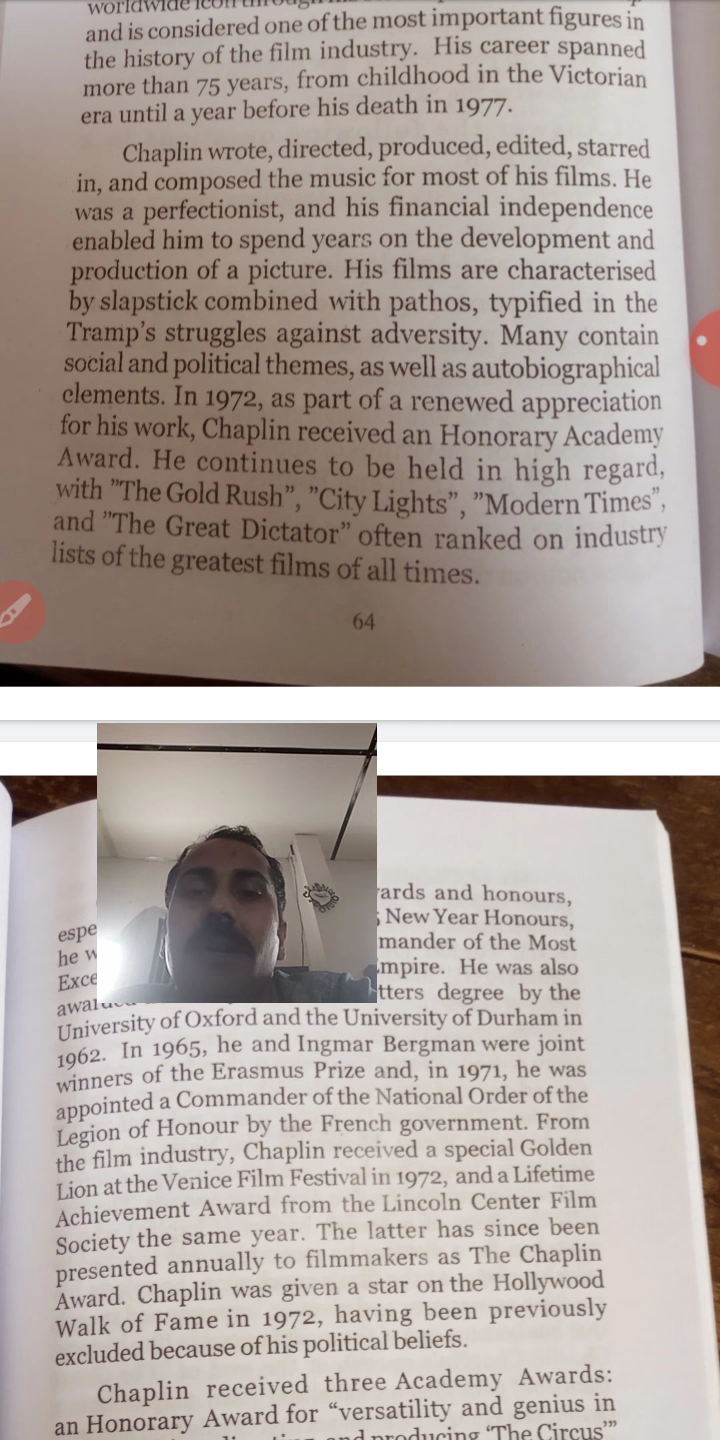 worldwide icon through his
and is considered one of the most important figures in
the history of the film industry. His career spanned
more than 75 years, from childhood in the Victorian
era until a year before his death in 1977.
Chaplin wrote, directed, produced, edited, starred
in, and composed the music for most of his films. He
was a perfectionist, and his financial independence
enabled him to spend years on the development and
production of a picture. His films are characterised
by slapstick combined with pathos, typified in the
Tramp's struggles against adversity. Many contain
social and political themes, as well as autobiographical
elements. In 1972, as part of a renewed appreciation
for his work, Chaplin received an Honorary Academy
Award. He continues to be held in high regard,
with ”The Gold Rush”, ”City Lights”, ”Modern Times”,
and ”The Great Dictator” often ranked on industry
lists of the greatest films of all times.
64
ards and honours,
espe New Year Honours,
he w mander of the Most
Exce mpire. He was also
tters degree by the
University of Oxford and the University of Durham in
1962. In 1965, he and Ingmar Bergman were joint
winners of the Erasmus Prize and, in 1971, he was
appointed a Commander of the National Order of the
Legion of Honour by the French government. From
the film industry, Chaplin received a special Golden
Lion at the Venice Film Festival in 1972, and a Lifetime
Achievement Award from the Lincoln Center Film
Society the same year. The latter has since been
presented annually to filmmakers as The Chaplin
Award. Chaplin was given a star on the Hollywood
Walk of Fame in 1972, having been previously
excluded because of his political beliefs.
Chaplin received three Academy Awards:
an Honorary Award for “versatility and genius in
and producing ‘The Circus’”